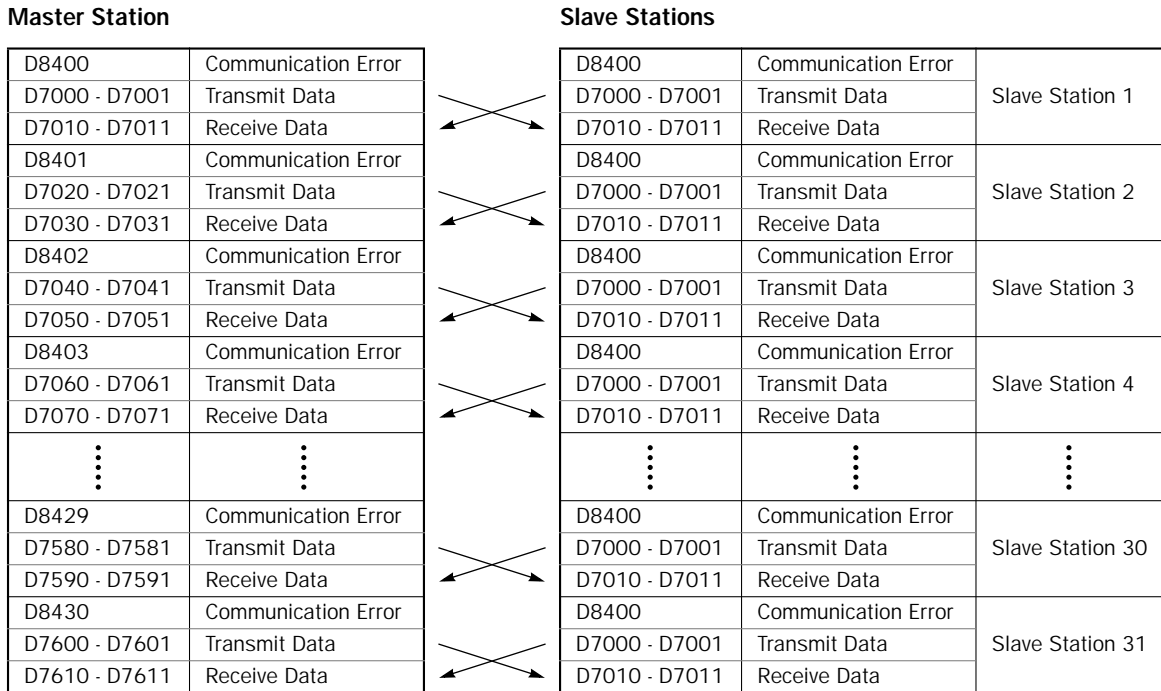 Master Station
Slave Stations
D8400 Communication Error D8400 Communication Error
D7000 - D7001 Transmit Data D7000 - D7001 Transmit Data Slave Station 1
D7010 - D7011 Receive Data D7010 - D7011 Receive Data
D8401 Communication Error D8400 Communication Error
D7020 - D7021 Transmit Data D7000 - D7001 Transmit Data Slave Station 2
D7030 - D7031 Receive Data D7010 - D7011 Receive Data
D8402 Communication Error D8400 Communication Error
D7040 - D7041 Transmit Data D7000 - D7001 Transmit Data Slave Station 3
D7050 - D7051 Receive Data D7010 - D7011 Receive Data
D8403 Communication Error D8400 Communication Error
D7060 - D7061 Transmit Data D7000 - D7001 Transmit Data Slave Station 4
D7070 - D7071 Receive Data D7010 - D7011 Receive Data
D8429 Communication Error D8400 Communication Error
D7580 - D7581 Transmit Data D7000 - D7001 Transmit Data Slave Station 30
D7590 - D7591 Receive Data D7010 - D7011 Receive Data
D8430 Communication Error D8400 Communication Error
D7600 - D7601 Transmit Data D7000 - D7001 Transmit Data Slave Station 31
D7610 - D7611 Receive Data D7010 - D7011 Receive Data